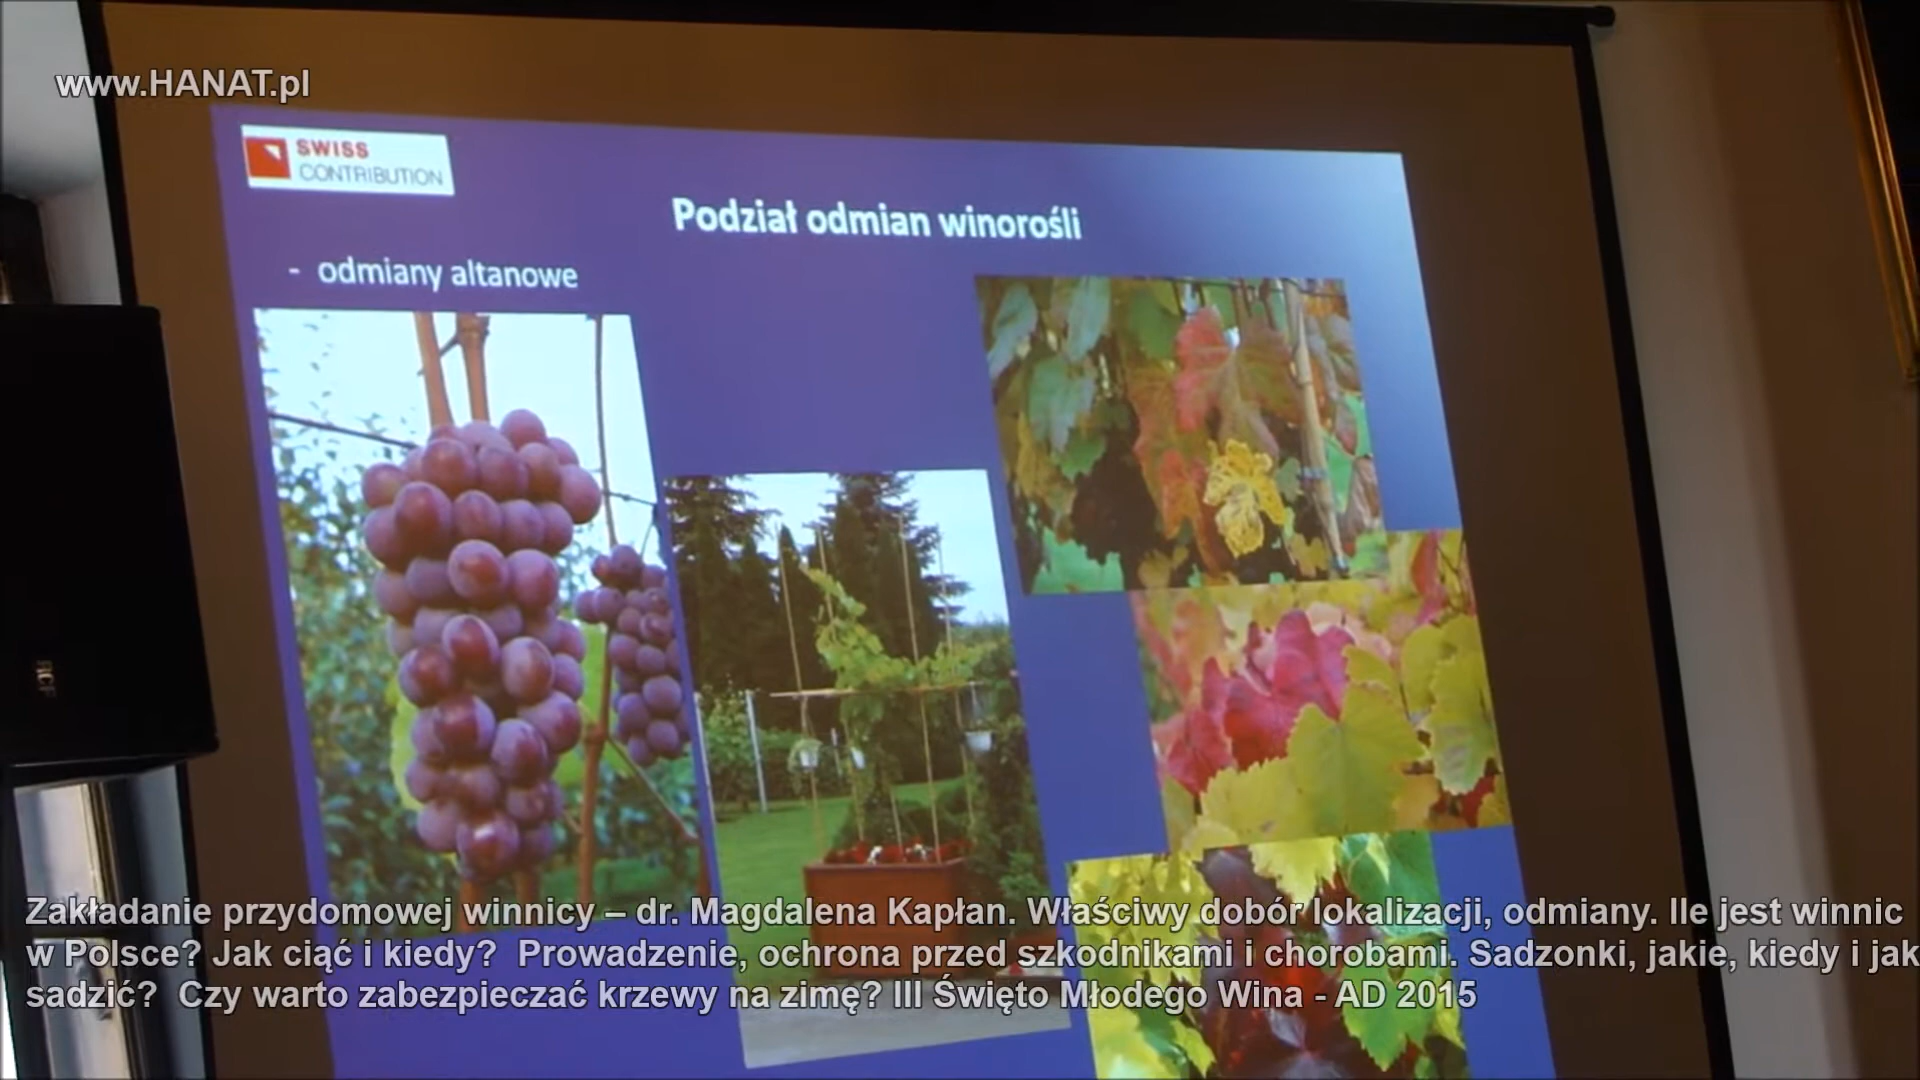 www.HANAT.pl
SWISS
CONTRIBUTION
Podział odmian winorośli
- odmiany altanowe
RCF
Zakładanie przydomowej winnicy – dr. Magdalena Kapłan. Właściwy dobór lokalizacji, odmiany. Ile jest winnic
w Polsce? Jak ciąć i kiedy? Prowadzenie, ochrona przed szkodnikami i chorobami. Sadzonki, jakie, kiedy i jak
sadzić? Czy warto zabezpieczać krzewy na zimę? III Święto Młodego Wina - AD 2015